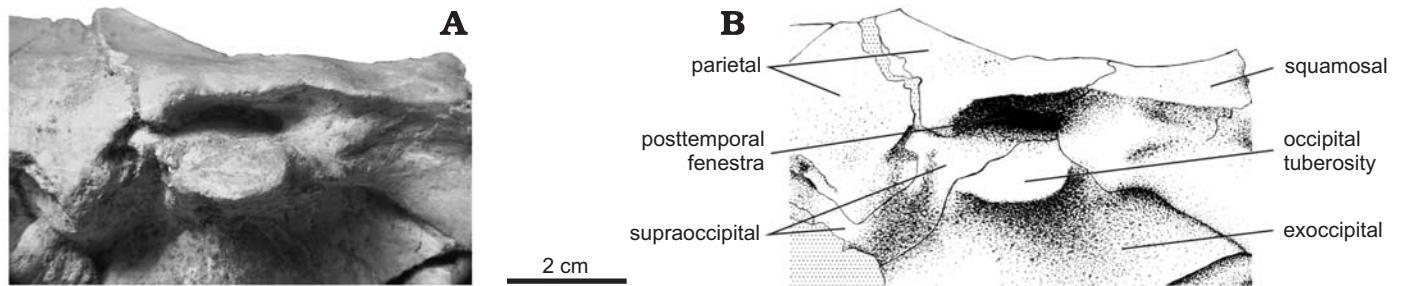 A
B
parietal
posttemporal
fenestra
supraoccipital
squamosal
occipital
tuberosity
exoccipital
2 cm